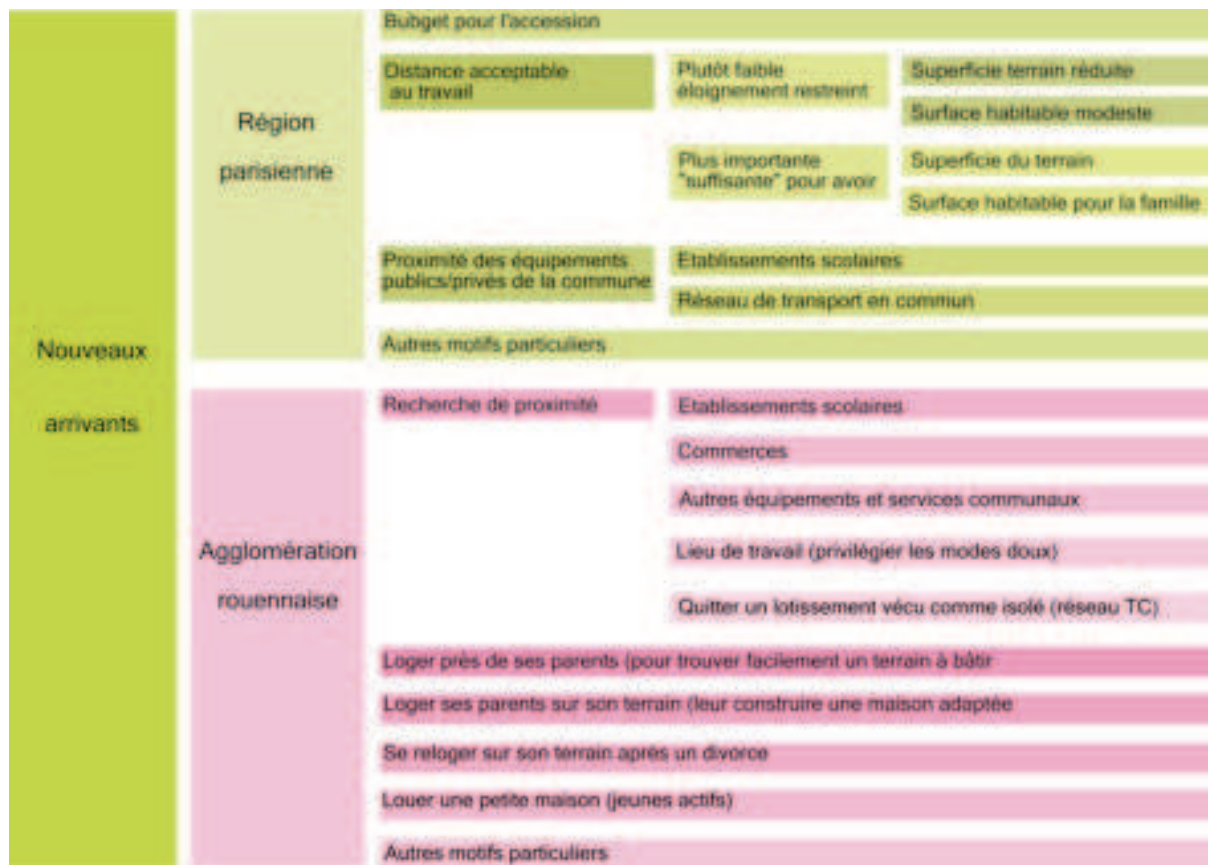 Nouveaux
arrivants
Région
parisienne
Bubget pour l'accession
Distance acceptable
au travail
Plutôt faible
éloignement restreint
Superficie terrain réduite
Surface habitable modeste
Plus importante
"suffisante" pour avoir
Superficie du terrain
Surface habitable pour la famille
Proximité des équipements
publics/privés de la commune
Etablissements scolaires
Réseau de transport en commun
Autres motifs particuliers
Agglomération
rouennaise
Recherche de proximité
Etablissements scolaires
Commerces
Autres équipements et services communaux
Lieu de travail (privilégier les modes doux)
Quitter un lotissement vécu comme isolé (réseau TC)
Loger près de ses parents (pour trouver facilement un terrain à bâtir
Loger ses parents sur son terrain (leur construire une maison adaptée
Se reloger sur son terrain après un divorce
Louer une petite maison (jeunes actifs)
Autres motifs particuliers